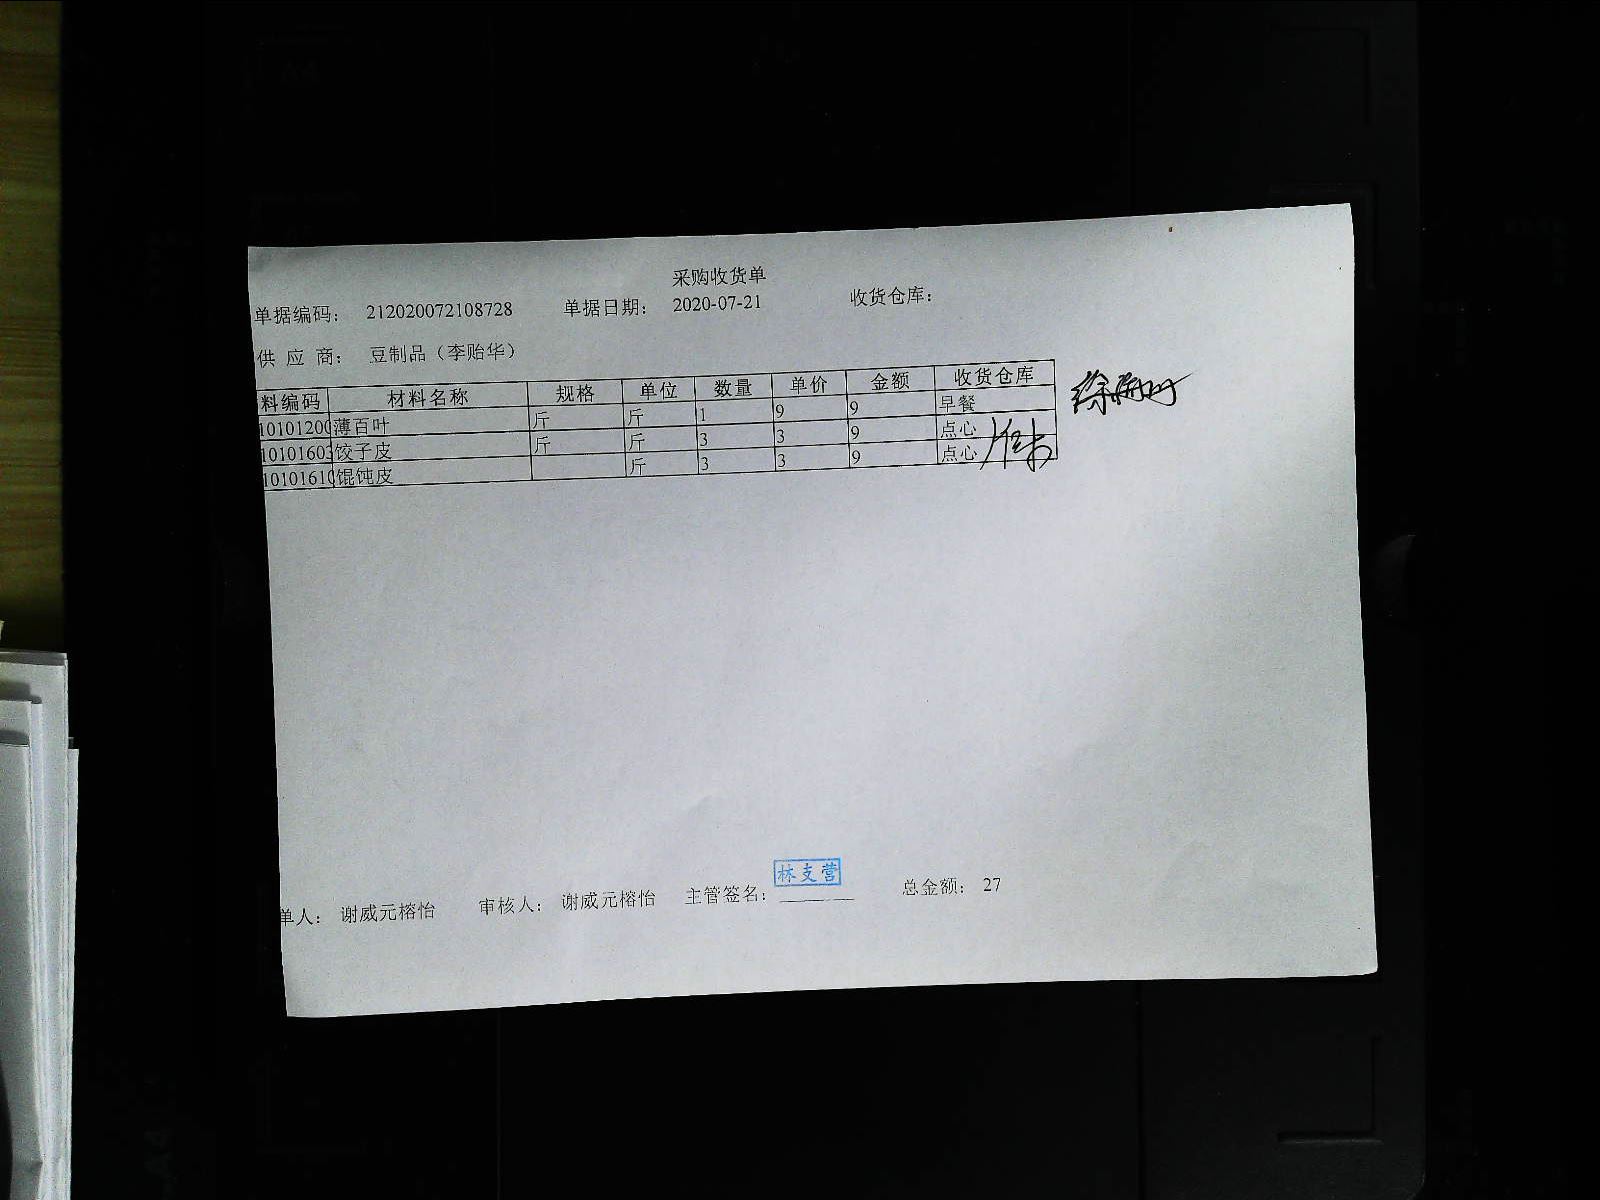 采购收货单
单据编码： 212020072108728 单据日期： 2020-07-21 收货仓库：
供 应 商： 豆制品（李贻华）
料编码 材料名称 规格 单位 数量 单价 金额 收货仓库
10101200 薄百叶 斤 斤 1 9 9 早餐
10101603 饺子皮 斤 斤 3 3 9 点心
10101610 馄饨皮 斤 3 3 9 点心
林支营
单人： 谢威元榕怡 审核人： 谢威元榕怡 主管签名： 总金额： 27